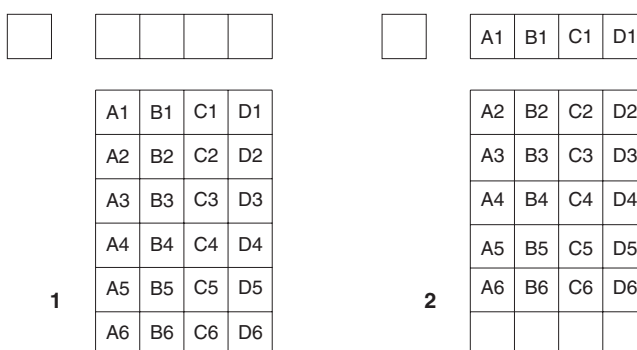 A1 B1 C1 D1
A1 B1 C1 D1
A2 B2 C2 D2
A3 B3 C3 D3
A4 B4 C4 D4
A5 B5 C5 D5
A6 B6 C6 D6
1
A2 B2 C2 D2
A3 B3 C3 D3
A4 B4 C4 D4
A5 B5 C5 D5
A6 B6 C6 D6
2